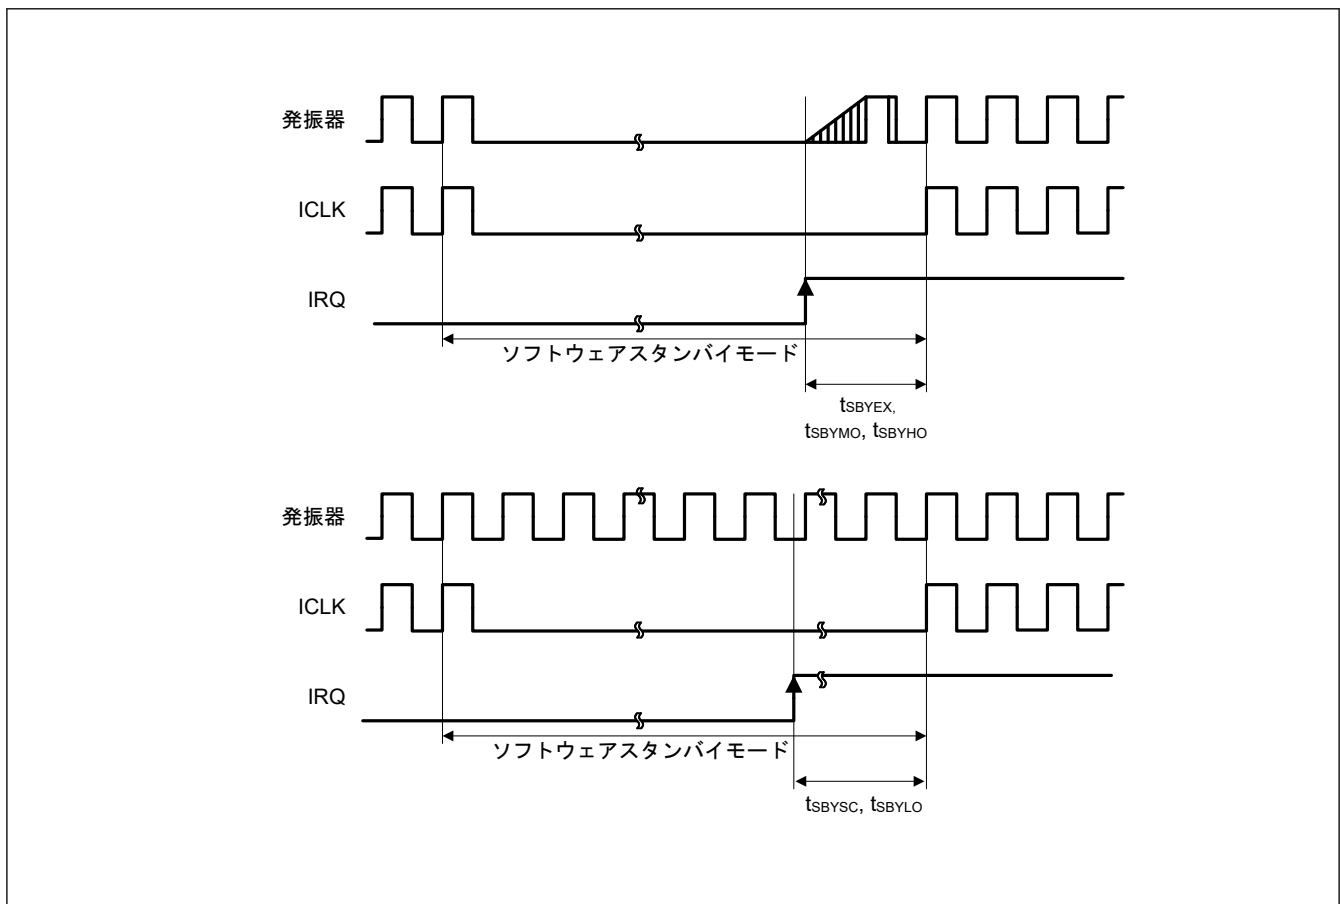 発振器
ICLK
IRQ
ソフトウェアスタンバイモード
tSBYEX,
tSBYMO, tSBYHO
発振器
ICLK
IRQ
ソフトウェアスタンバイモード
tSBYSC, tSBYLO